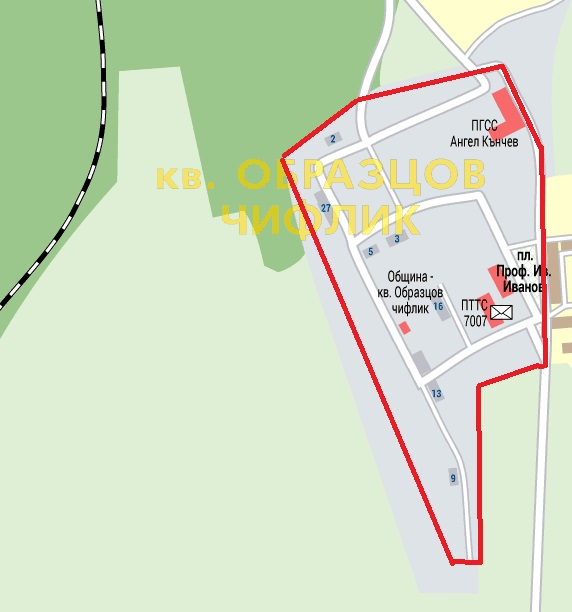 ПГСС
Ангел Кънчев
2
кв. ОБРАЗЦОВ
ЧИФЛИК
27
3
5
пл.
Проф. Ив.
Иванов
Община -
кв. Образцов
чифлик
16
ПТТС
7007
13
9